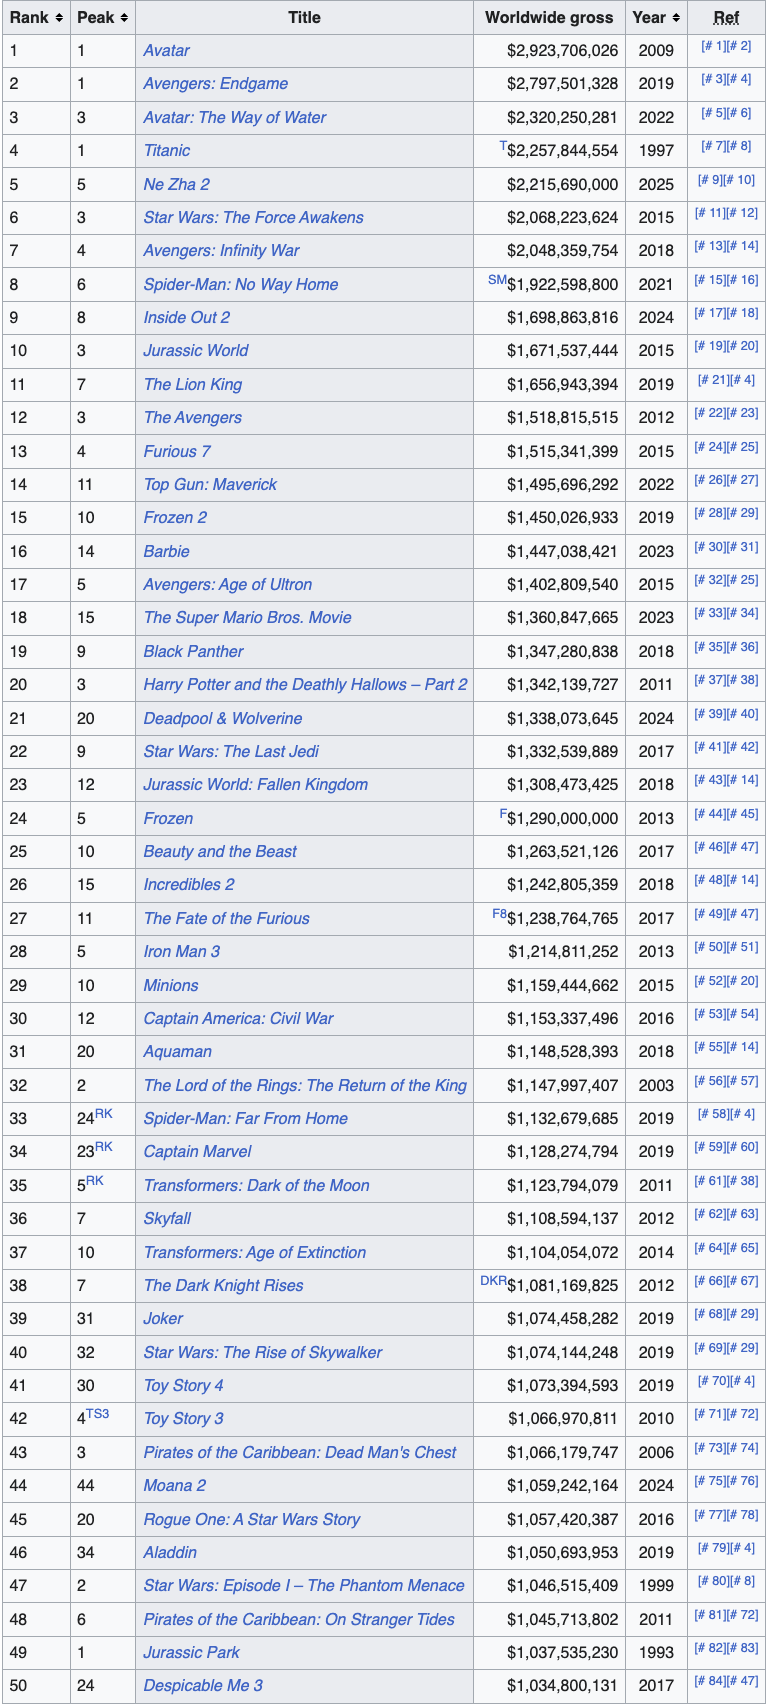 Rank Peak Title Worldwide gross Year Ref
1 1 Avatar $2,923,706,026 2009 [# 1][# 2]
2 1 Avengers: Endgame $2,797,501,328 2019 [# 3][# 4]
3 3 Avatar: The Way of Water $2,320,250,281 2022 [# 5][# 6]
4 1 Titanic T$2,257,844,554 1997 [# 7][# 8]
5 5 Ne Zha 2 $2,215,690,000 2025 [# 9][# 10]
6 3 Star Wars: The Force Awakens $2,068,223,624 2015 [# 11][# 12]
7 4 Avengers: Infinity War $2,048,359,754 2018 [# 13][# 14]
8 6 Spider-Man: No Way Home SM$1,922,598,800 2021 [# 15][# 16]
9 8 Inside Out 2 $1,698,863,816 2024 [# 17][# 18]
10 3 Jurassic World $1,671,537,444 2015 [# 19][# 20]
11 7 The Lion King $1,656,943,394 2019 [# 21][# 4]
12 3 The Avengers $1,518,815,515 2012 [# 22][# 23]
13 4 Furious 7 $1,515,341,399 2015 [# 24][# 25]
14 11 Top Gun: Maverick $1,495,696,292 2022 [# 26][# 27]
15 10 Frozen 2 $1,450,026,933 2019 [# 28][# 29]
16 14 Barbie $1,447,038,421 2023 [# 30][# 31]
17 5 Avengers: Age of Ultron $1,402,809,540 2015 [# 32][# 25]
18 15 The Super Mario Bros. Movie $1,360,847,665 2023 [# 33][# 34]
19 9 Black Panther $1,347,280,838 2018 [# 35][# 36]
20 3 Harry Potter and the Deathly Hallows – Part 2 $1,342,139,727 2011 [# 37][# 38]
21 20 Deadpool & Wolverine $1,338,073,645 2024 [# 39][# 40]
22 9 Star Wars: The Last Jedi $1,332,539,889 2017 [# 41][# 42]
23 12 Jurassic World: Fallen Kingdom $1,308,473,425 2018 [# 43][# 14]
24 5 Frozen F$1,290,000,000 2013 [# 44][# 45]
25 10 Beauty and the Beast $1,263,521,126 2017 [# 46][# 47]
26 15 Incredibles 2 $1,242,805,359 2018 [# 48][# 14]
27 11 The Fate of the Furious F8$1,238,764,765 2017 [# 49][# 47]
28 5 Iron Man 3 $1,214,811,252 2013 [# 50][# 51]
29 10 Minions $1,159,444,662 2015 [# 52][# 20]
30 12 Captain America: Civil War $1,153,337,496 2016 [# 53][# 54]
31 20 Aquaman $1,148,528,393 2018 [# 55][# 14]
32 2 The Lord of the Rings: The Return of the King $1,147,997,407 2003 [# 56][# 57]
33 24RK Spider-Man: Far From Home $1,132,679,685 2019 [# 58][# 4]
34 23RK Captain Marvel $1,128,274,794 2019 [# 59][# 60]
35 5RK Transformers: Dark of the Moon $1,123,794,079 2011 [# 61][# 38]
36 7 Skyfall $1,108,594,137 2012 [# 62][# 63]
37 10 Transformers: Age of Extinction $1,104,054,072 2014 [# 64][# 65]
38 7 The Dark Knight Rises DKR$1,081,169,825 2012 [# 66][# 67]
39 31 Joker $1,074,458,282 2019 [# 68][# 29]
40 32 Star Wars: The Rise of Skywalker $1,074,144,248 2019 [# 69][# 29]
41 30 Toy Story 4 $1,073,394,593 2019 [# 70][# 4]
42 4TS3 Toy Story 3 $1,066,970,811 2010 [# 71][# 72]
43 3 Pirates of the Caribbean: Dead Man's Chest $1,066,179,747 2006 [# 73][# 74]
44 44 Moana 2 $1,059,242,164 2024 [# 75][# 76]
45 20 Rogue One: A Star Wars Story $1,057,420,387 2016 [# 77][# 78]
46 34 Aladdin $1,050,693,953 2019 [# 79][# 4]
47 2 Star Wars: Episode I – The Phantom Menace $1,046,515,409 1999 [# 80][# 8]
48 6 Pirates of the Caribbean: On Stranger Tides $1,045,713,802 2011 [# 81][# 72]
49 1 Jurassic Park $1,037,535,230 1993 [# 82][# 83]
50 24 Despicable Me 3 $1,034,800,131 2017 [# 84][# 47]